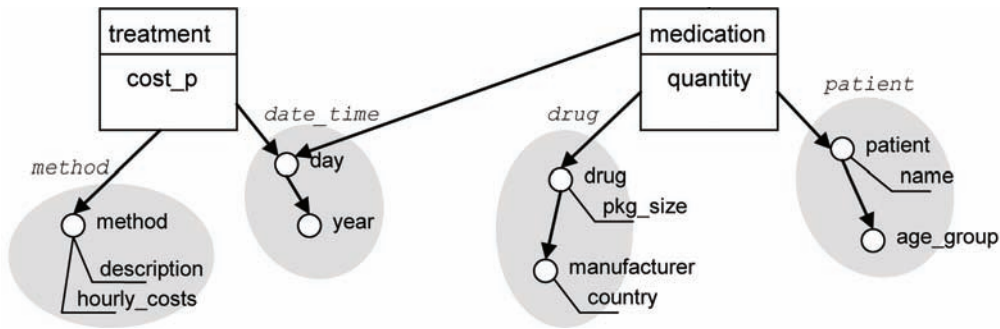 treatment
cost_p
medication
quantity
date_time
drug
patient
method
day
patient
name
drug
pkg_size
method
year
age_group
description
hourly_costs
manufacturer
country